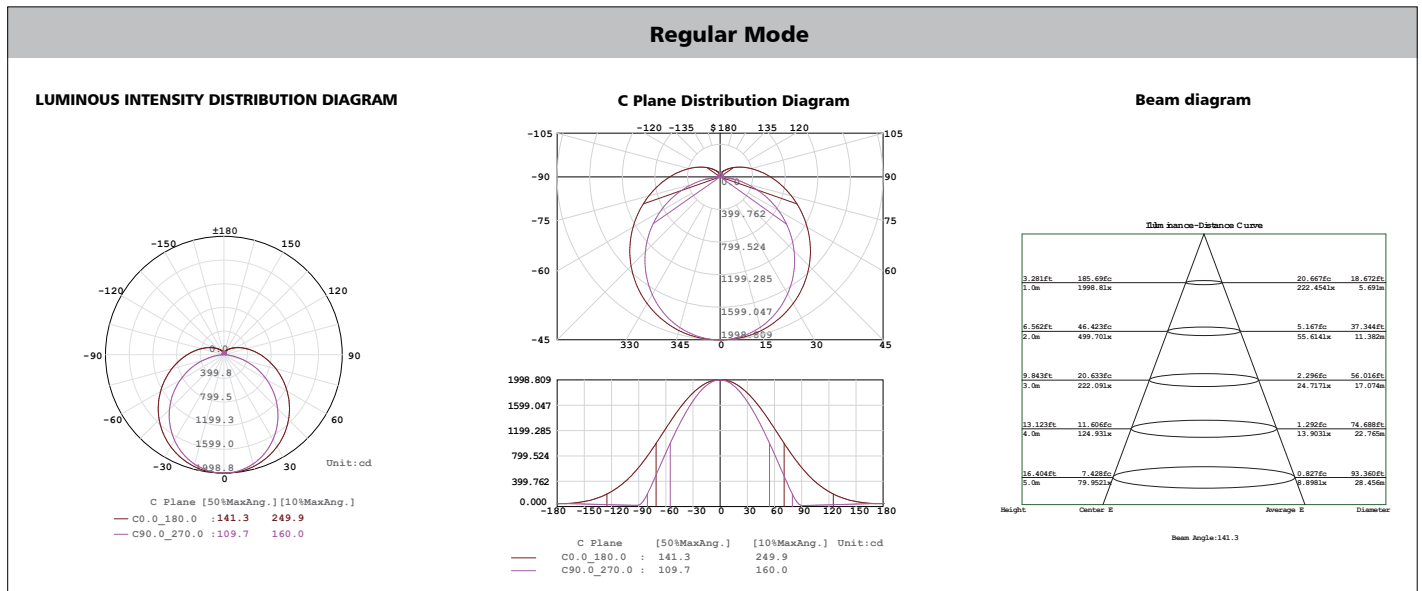 Regular Mode
LUMINOUS INTENSITY DISTRIBUTION DIAGRAM
±180
-150 150
-120 120
-90 90
-60 60
-30 30
0
0.0
399.8
799.5
1199.3
1599.0
1998.8
Unit:cd
C Plane [50%MaxAng.][10%MaxAng.]
C0.0_180.0 :141.3 249.9
C90.0_270.0 :109.7 160.0
C Plane Distribution Diagram
-120 -135 $180 135 120
-105 105
-90 90
-75 75
-60 60
-45 330 345 0 15 30 45
0.0
399.762
799.524
1199.285
1599.047
1998.809
1998.809
1599.047
1199.285
799.524
399.762
0.000
-180 -150 -120 -90 -60 -30 0 30 60 90 120 150 180
C Plane [50%MaxAng.] [10%MaxAng.] Unit:cd
C0.0_180.0 : 141.3 249.9
C90.0_270.0 : 109.7 160.0
Beam diagram
Illuminance-Distance Curve
3.281ft 185.69fc 20.667fc 18.672ft
1.0m 1998.8lx 222.454lx 5.691m
6.562ft 46.423fc 5.167fc 37.344ft
2.0m 499.70lx 55.614lx 11.382m
9.843ft 20.633fc 2.296fc 56.016ft
3.0m 222.09lx 24.717lx 17.074m
13.123ft 11.606fc 1.292fc 74.688ft
4.0m 124.93lx 13.903lx 22.765m
16.404ft 7.428fc 0.827fc 93.360ft
5.0m 79.952lx 8.898lx 28.456m
Height Center E Average E Diameter
Beam Angle:141.3